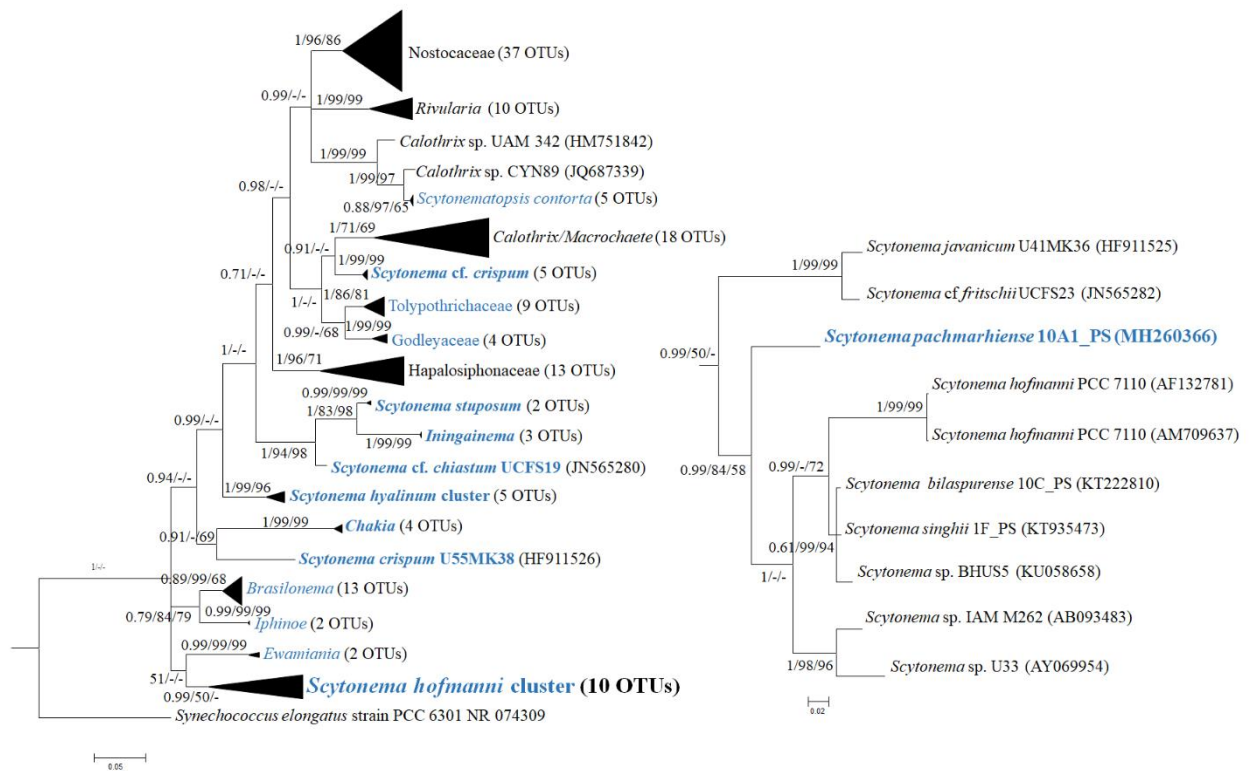 1/96/86
Nostocaceae (37 OTUs)
0.99/-/-
1/99/99
Rivularia (10 OTUs)
Calothrix sp. UAM 342 (HM751842)
1/99/99
Calothrix sp. CYN89 (JQ687339)
1/99/97
0.98/-/-
Scytonematopsis contorta (5 OTUs)
0.88/97/65
1/71/69
Calothrix/Macrochaete (18 OTUs)
0.91/-/-
1/99/99
Scytonema cf. crispum (5 OTUs)
0.71/-/-
1/86/81
1/-/-
Tolypothrichaceae (9 OTUs)
1/99/99
0.99/-/68
Godleyaceae (4 OTUs)
1/-/-
1/96/71
Hapalosiphonaceae (13 OTUs)
0.99/99/99
Scytonema stuposum (2 OTUs)
1/83/98
0.99/-/-
Iningainema (3 OTUs)
1/99/99
1/94/98
Scytonema cf. chiastum UCFS19 (JN565280)
0.94/-/-
1/99/96
Scytonema hyalinum cluster (5 OTUs)
1/99/99
Chakia (4 OTUs)
0.91/-/69
Scytonema crispum U55MK38 (HF911526)
1/-/-
0.89/99/68
Brasilonema (13 OTUs)
0.99/99/99
0.79/84/79
Iphinoe (2 OTUs)
0.99/99/99
Ewamiania (2 OTUs)
51/-/-
Scytonema hofmanni cluster (10 OTUs)
0.99/50/-
Synechococcus elongatus strain PCC 6301 NR 074309
0.05
Scytonema javanicum U41MK36 (HF911525)
1/99/99
Scytonema cf fritschii UCFS23 (JN565282)
Scytonema pachmarhiense 10A1_PS (MH260366)
0.99/50/-
Scytonema hofmanni PCC 7110 (AF132781)
1/99/99
Scytonema hofmanni PCC 7110 (AM709637)
0.99/84/58
0.99/-/72
Scytonema bilaspurense 10C_PS (KT222810)
Scytonema singhii 1F_PS (KT935473)
0.61/99/94
Scytonema sp. BHUS5 (KU058658)
1/-/-
Scytonema sp. IAM M262 (AB093483)
1/98/96
Scytonema sp. U33 (AY069954)
0.02